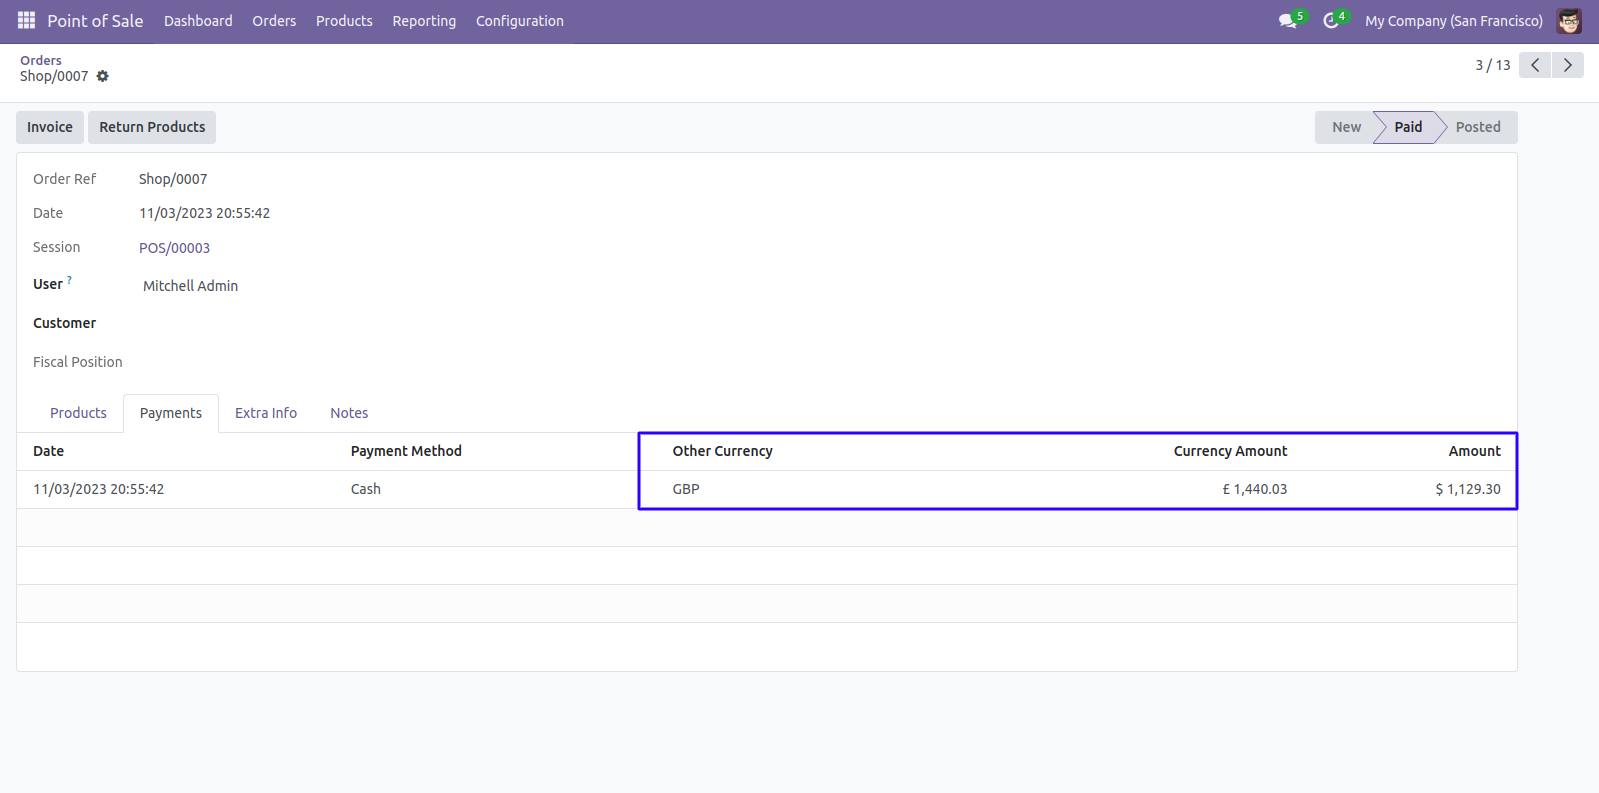 Point of Sale Dashboard Orders Products Reporting Configuration 5 4 My Company (San Francisco)
Orders
Shop/0007
3 / 13
Invoice Return Products New Paid Posted
Order Ref Shop/0007
Date 11/03/2023 20:55:42
Session POS/00003
User ? Mitchell Admin
Customer
Fiscal Position
Products Payments Extra Info Notes
Date Payment Method Other Currency Currency Amount Amount
11/03/2023 20:55:42 Cash GBP £ 1,440.03 $ 1,129.30